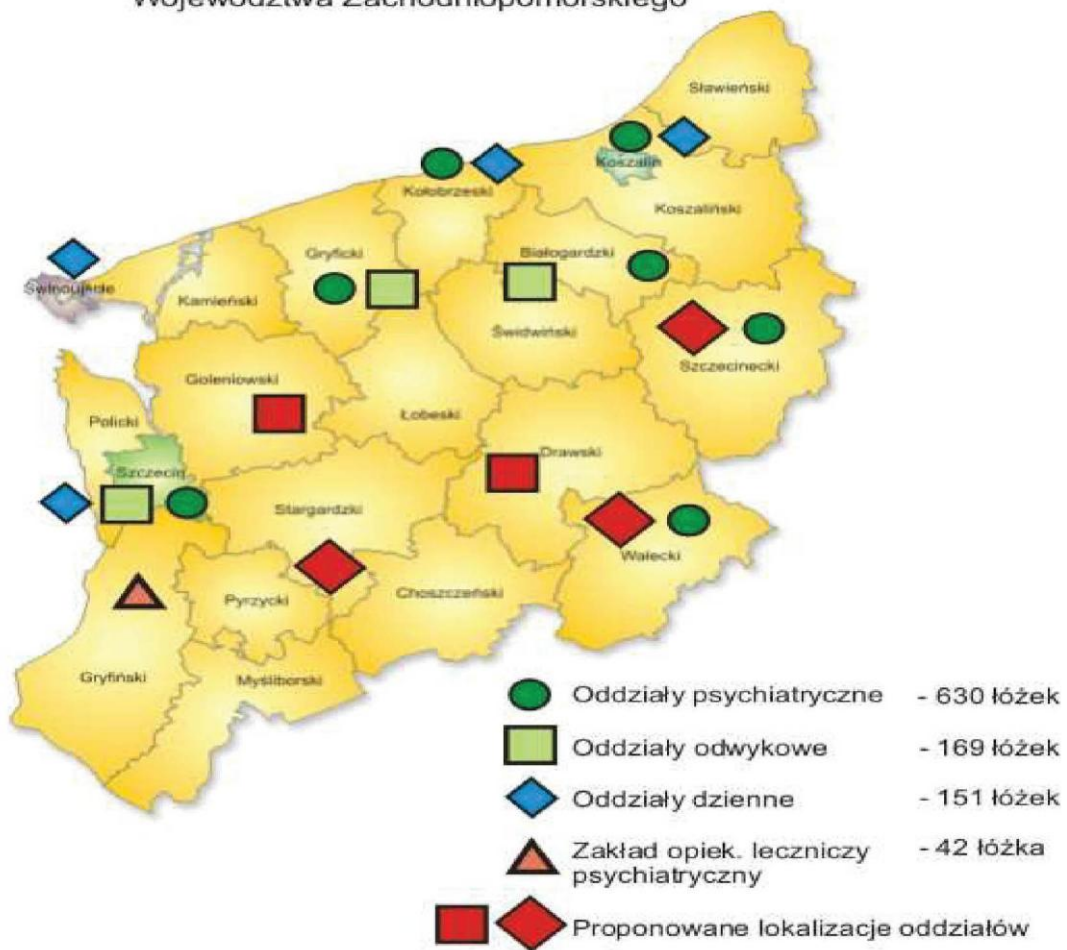 Województwa Zachodniopomorskiego
Sławieński
Koszalin
Kołobrzeski
Koszaliński
Gryficki
Białogardzki
Świnoujście
Kamieński
Świdwiński
Szczecinecki
Goleniowski
Łobeski
Policki
Drawski
Szczecin
Stargardzki
Wałecki
Choszczeński
Pyrzycki
Gryfiński
Myśliborski
Oddziały psychiatryczne - 630 łóżek
Oddziały odwykowe - 169 łóżek
Oddziały dzienne - 151 łóżek
Zakład opiek. leczniczy - 42 łóżka
psychiatryczny
Proponowane lokalizacje oddziałów